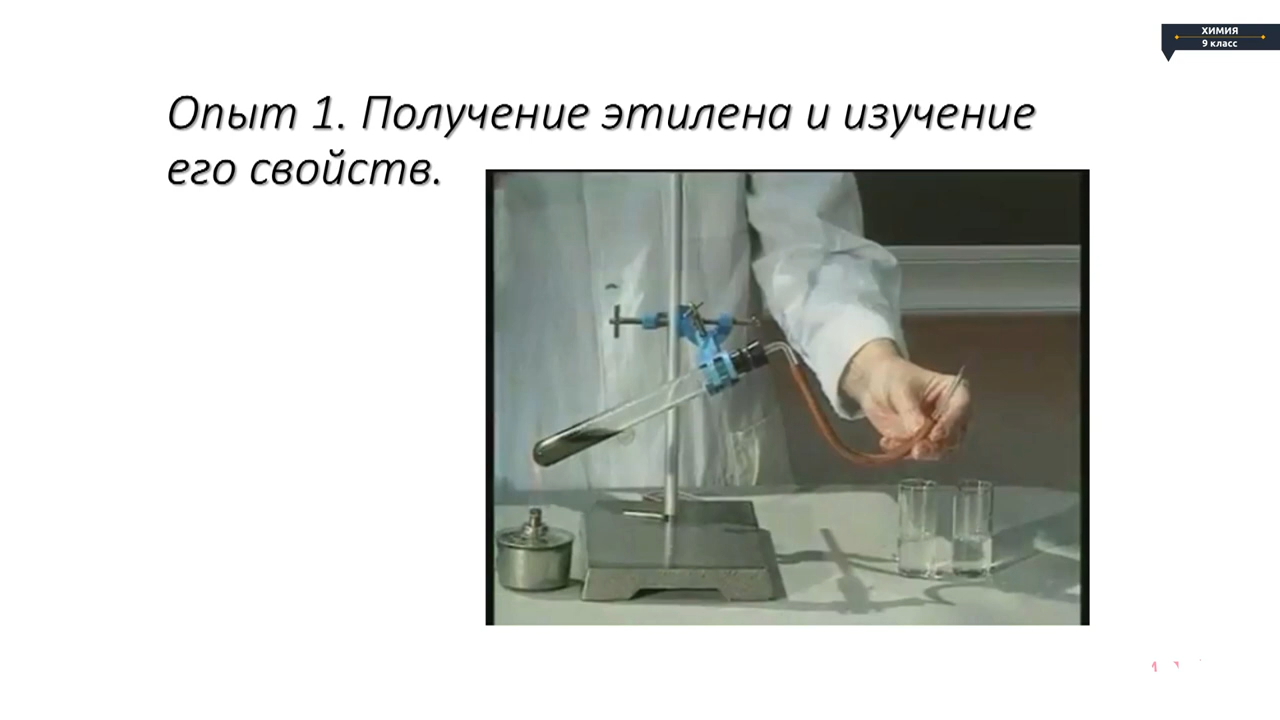 ХИМИЯ
9 класс
Опыт 1. Получение этилена и изучение
его свойств.